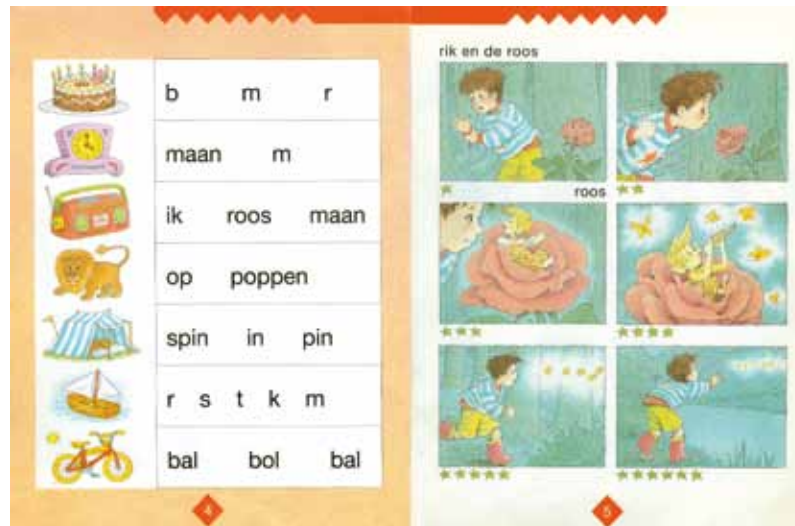 b m r
maan m
ik roos maan
op poppen
spin in pin
r s t k m
bal bol bal
4
rik en de roos
roos
5